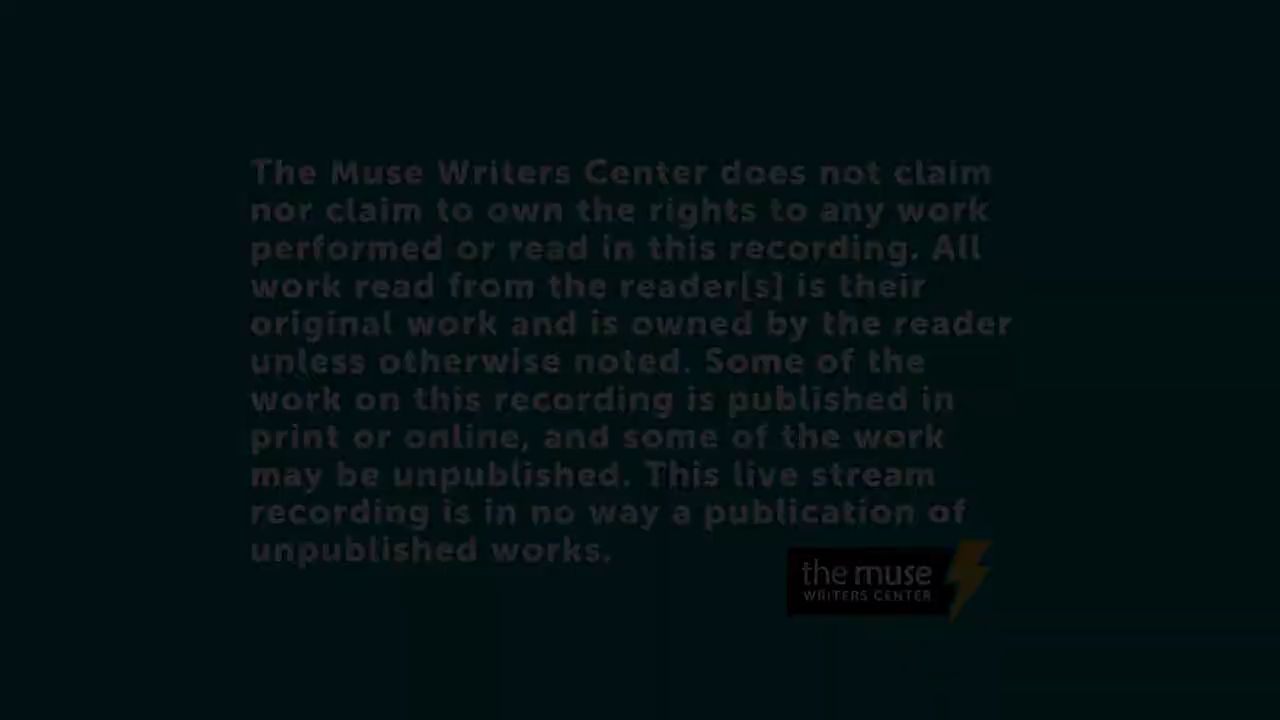 The Muse Writers Center does not claim
nor claim to own the rights to any work
performed or read in this recording. All
work read from the reader[s] is their
original work and is owned by the reader
unless otherwise noted. Some of the
work on this recording is published in
print or online, and some of the work
may be unpublished. This live stream
recording is in no way a publication of
unpublished works.
the muse
WRITERS CENTER